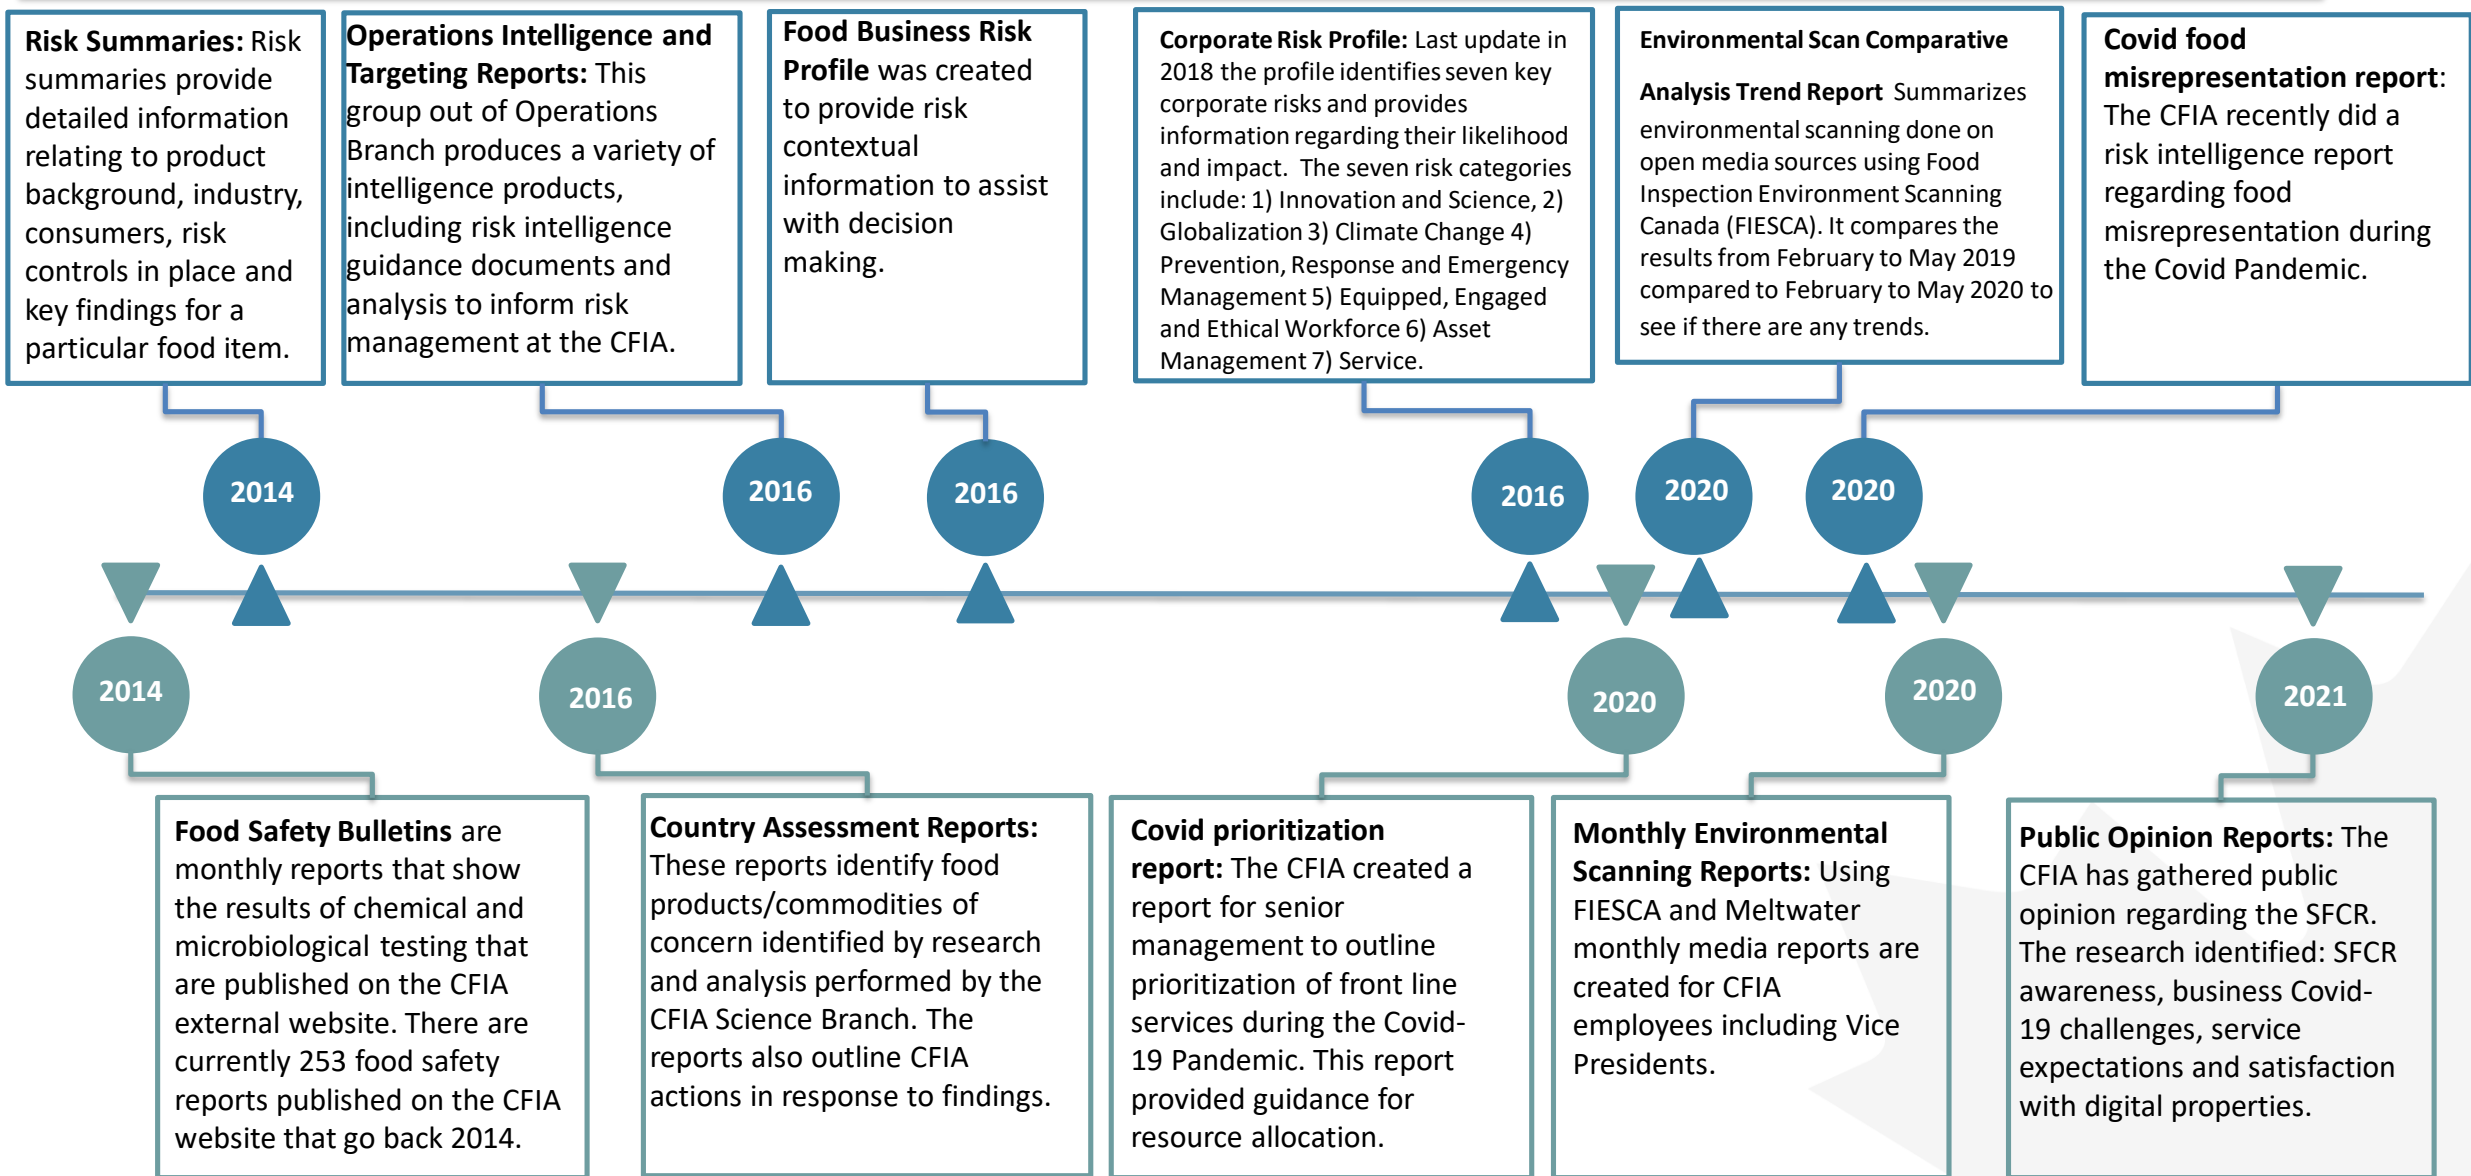 Risk Summaries: Risk
summaries provide
detailed information
relating to product
background, industry,
consumers, risk
controls in place and
key findings for a
particular food item.
Operations Intelligence and
Targeting Reports: This
group out of Operations
Branch produces a variety of
intelligence products,
including risk intelligence
guidance documents and
analysis to inform risk
management at the CFIA.
Food Business Risk
Profile was created
to provide risk
contextual
information to assist
with decision
making.
Corporate Risk Profile: Last update in
2018 the profile identifies seven key
corporate risks and provides
information regarding their likelihood
and impact. The seven risk categories
include: 1) Innovation and Science, 2)
Globalization 3) Climate Change 4)
Prevention, Response and Emergency
Management 5) Equipped, Engaged
and Ethical Workforce 6) Asset
Management 7) Service.
Environmental Scan Comparative
Analysis Trend Report Summarizes
environmental scanning done on
open media sources using Food
Inspection Environment Scanning
Canada (FIESCA). It compares the
results from February to May 2019
compared to February to May 2020 to
see if there are any trends.
Covid food
misrepresentation report:
The CFIA recently did a
risk intelligence report
regarding food
misrepresentation during
the Covid Pandemic.
2014
2016
2016
2016
2020
2020
2014
2016
2020
2020
2021
Food Safety Bulletins are
monthly reports that show
the results of chemical and
microbiological testing that
are published on the CFIA
external website. There are
currently 253 food safety
reports published on the CFIA
website that go back 2014.
Country Assessment Reports:
These reports identify food
products/commodities of
concern identified by research
and analysis performed by the
CFIA Science Branch. The
reports also outline CFIA
actions in response to findings.
Covid prioritization
report: The CFIA created a
report for senior
management to outline
prioritization of front line
services during the Covid-
19 Pandemic. This report
provided guidance for
resource allocation.
Monthly Environmental
Scanning Reports: Using
FIESCA and Meltwater
monthly media reports are
created for CFIA
employees including Vice
Presidents.
Public Opinion Reports: The
CFIA has gathered public
opinion regarding the SFCR.
The research identified: SFCR
awareness, business Covid-
19 challenges, service
expectations and satisfaction
with digital properties.